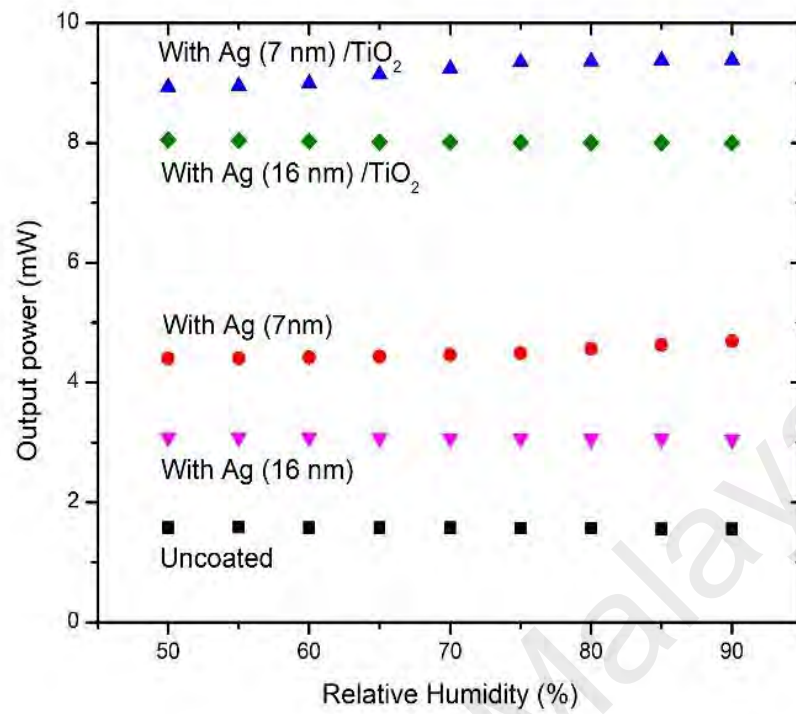 With Ag (7 nm) /TiO₂
With Ag (16 nm) /TiO₂
With Ag (7nm)
With Ag (16 nm)
Uncoated
Output power (mW)
10
8
6
4
2
0
50 60 70 80 90
Relative Humidity (%)
Malays